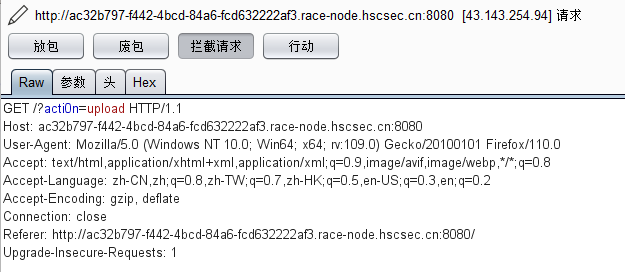 http://ac32b797-f442-4bcd-84a6-fcd632222af3.race-node.hscsec.cn:8080 [43.143.254.94] 请求
放包 废包 拦截请求 行动
Raw 参数 头 Hex
GET /?acti0n=upload HTTP/1.1
Host: ac32b797-f442-4bcd-84a6-fcd632222af3.race-node.hscsec.cn:8080
User-Agent: Mozilla/5.0 (Windows NT 10.0; Win64; x64; rv:109.0) Gecko/20100101 Firefox/110.0
Accept: text/html,application/xhtml+xml,application/xml;q=0.9,image/avif,image/webp,*/*;q=0.8
Accept-Language: zh-CN,zh;q=0.8,zh-TW;q=0.7,zh-HK;q=0.5,en-US;q=0.3,en;q=0.2
Accept-Encoding: gzip, deflate
Connection: close
Referer: http://ac32b797-f442-4bcd-84a6-fcd632222af3.race-node.hscsec.cn:8080/
Upgrade-Insecure-Requests: 1